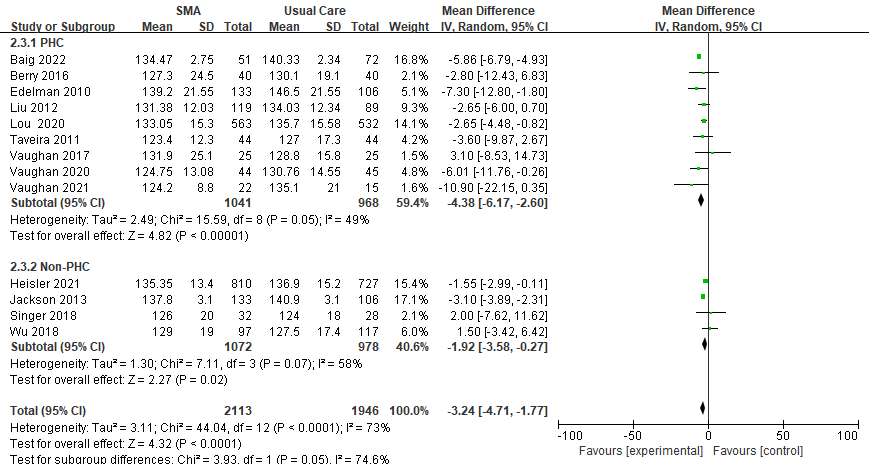 SMA Usual Care Mean Difference Mean Difference
Study or Subgroup Mean SD Total Mean SD Total Weight IV, Random, 95% CI IV, Random, 95% CI
2.3.1 PHC
Baig 2022 134.47 2.75 51 140.33 2.34 72 16.8% -5.86 [-6.79, -4.93]
Berry 2016 127.3 24.5 40 130.1 19.1 40 2.1% -2.80 [-12.43, 6.83]
Edelman 2010 139.2 21.55 133 146.5 21.55 106 5.4% -7.30 [-12.80, -1.80]
Liu 2012 131.38 12.03 119 134.03 12.34 89 9.6% -2.65 [-6.00, 0.70]
Lou 2020 133.05 15.3 563 135.7 15.58 532 14.1% -2.65 [-4.48, -0.82]
Taveira 2011 123.4 12.3 44 127 17.3 44 4.2% -3.60 [-9.87, 2.67]
Vaughan 2017 131.9 25.1 25 128.8 15.8 25 1.5% 3.10 [-8.53, 14.73]
Vaughan 2020 124.75 13.08 44 130.76 14.55 45 4.8% -6.01 [-11.76, -0.26]
Vaughan 2021 124.2 8.8 22 135.1 21 15 1.6% -10.90 [-22.15, 0.35]
Subtotal (95% CI) 1041 968 59.4% -4.38 [-6.17, -2.60]
Heterogeneity: Tau² = 2.49; Chi² = 15.59, df = 8 (P = 0.05); I² = 49%
Test for overall effect: Z = 4.82 (P < 0.00001)
2.3.2 Non-PHC
Heisler 2021 135.35 13.4 810 136.9 15.2 727 15.4% -1.55 [-2.99, -0.11]
Jackson 2013 137.8 3.1 133 140.9 3.1 106 17.1% -3.10 [-3.89, -2.31]
Singer 2018 126 20 32 124 18 28 2.1% 2.00 [-7.62, 11.62]
Wu 2018 129 19 97 127.5 17.4 117 6.0% 1.50 [-3.42, 6.42]
Subtotal (95% CI) 1072 978 40.6% -1.92 [-3.58, -0.27]
Heterogeneity: Tau² = 1.30; Chi² = 7.11, df = 3 (P = 0.07); I² = 58%
Test for overall effect: Z = 2.27 (P = 0.02)
Total (95% CI) 2113 1946 100.0% -3.24 [-4.71, -1.77]
Heterogeneity: Tau² = 3.11; Chi² = 44.04, df = 12 (P < 0.0001); I² = 73%
Test for overall effect: Z = 4.32 (P < 0.0001)
Test for subgroup differences: Chi² = 3.93, df = 1 (P = 0.05), I² = 74.6%
-100 -50 0 50 100
Favours [experimental] Favours [control]